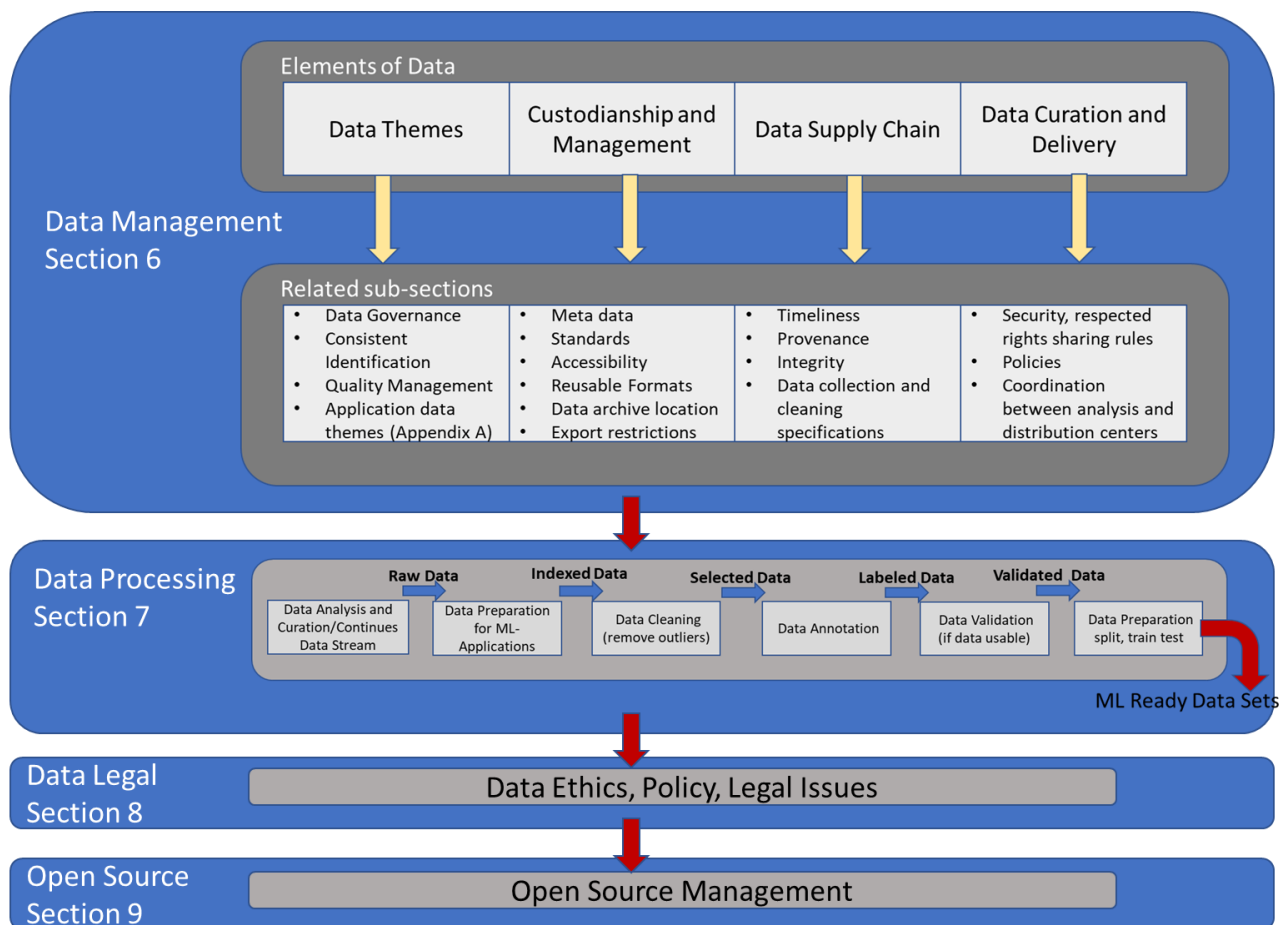 Elements of Data
Data Themes
Custodianship and
Management
Data Supply Chain
Data Curation and
Delivery
Data Management
Section 6
Related sub-sections
• Data Governance
• Consistent
Identification
• Quality Management
• Application data
themes (Appendix A)
• Meta data
• Standards
• Accessibility
• Reusable Formats
• Data archive location
• Export restrictions
• Timeliness
• Provenance
• Integrity
• Data collection and
cleaning
specifications
• Security, respected
rights sharing rules
• Policies
• Coordination
between analysis and
distribution centers
Data Processing
Section 7
Raw Data
Indexed Data
Selected Data
Labeled Data
Validated Data
Data Analysis and
Curation/Continues
Data Stream
Data Preparation
for ML-
Applications
Data Cleaning
(remove outliers)
Data Annotation
Data Validation
(if data usable)
Data Preparation
split, train test
ML Ready Data Sets
Data Legal
Section 8
Data Ethics, Policy, Legal Issues
Open Source
Section 9
Open Source Management